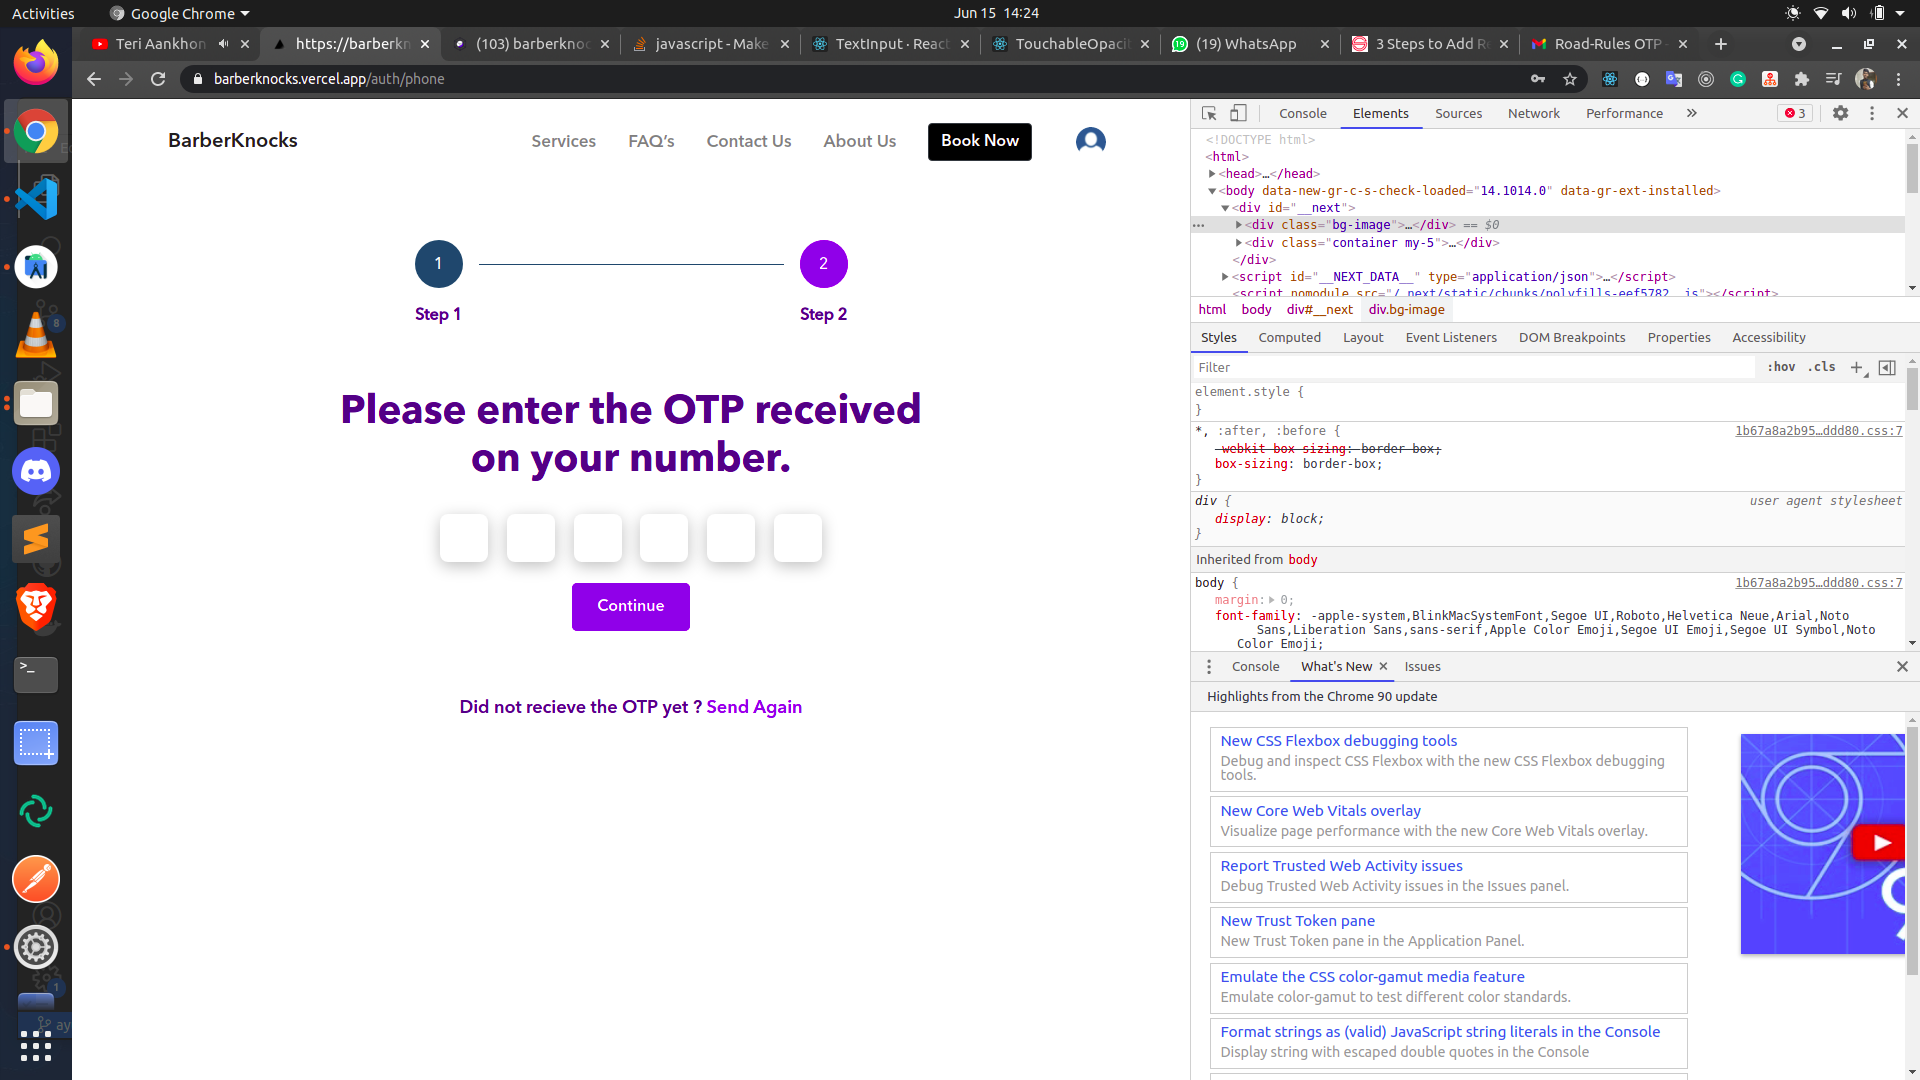 Activities
Google Chrome
Jun 15 14:24
Teri Aankhon
https://barberkn
(103) barberknoc
javascript - Make
TextInput · React
TouchableOpaci
(19) WhatsApp
3 Steps to Add Re
Road-Rules OTP -
barberknocks.vercel.app/auth/phone
BarberKnocks
Services
FAQ's
Contact Us
About Us
Book Now
1
2
Step 1
Step 2
Please enter the OTP received
on your number.
Continue
Did not recieve the OTP yet ? Send Again
8
1
ay
Console
Elements
Sources
Network
Performance
3
<!DOCTYPE html>
<html>
<head>…</head>
<body data-new-gr-c-s-check-loaded="14.1014.0" data-gr-ext-installed>
<div id="__next">
<div class="bg-image">…</div> == $0
<div class="container my-5">…</div>
</div>
<script id="__NEXT_DATA__" type="application/json">…</script>
<script nomodule src="/_next/static/chunks/polyfills-eef5782…js"></script>
html body div#__next div.bg-image
Styles Computed Layout Event Listeners DOM Breakpoints Properties Accessibility
Filter
:hov .cls
element.style {
}
*, :after, :before {
1b67a8a2b95…ddd80.css:7
-webkit-box-sizing: border-box;
box-sizing: border-box;
}
div {
user agent stylesheet
display: block;
}
Inherited from body
body {
1b67a8a2b95…ddd80.css:7
margin: 0;
font-family: -apple-system,BlinkMacSystemFont,Segoe UI,Roboto,Helvetica Neue,Arial,Noto
Sans,Liberation Sans,sans-serif,Apple Color Emoji,Segoe UI Emoji,Segoe UI Symbol,Noto
Color Emoji;
Console What's New Issues
Highlights from the Chrome 90 update
New CSS Flexbox debugging tools
Debug and inspect CSS Flexbox with the new CSS Flexbox debugging
tools.
New Core Web Vitals overlay
Visualize page performance with the new Core Web Vitals overlay.
Report Trusted Web Activity issues
Debug Trusted Web Activity issues in the Issues panel.
New Trust Token pane
New Trust Token pane in the Application Panel.
Emulate the CSS color-gamut media feature
Emulate color-gamut to test different color standards.
Format strings as (valid) JavaScript string literals in the Console
Display string with escaped double quotes in the Console